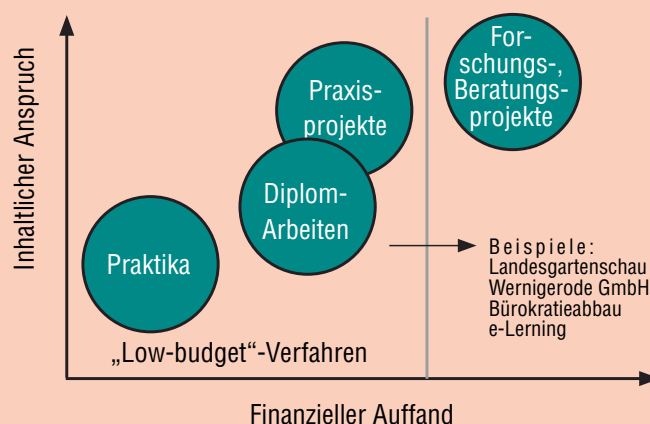 Inhaltlicher Anspruch
For-
schungs-,
Beratungs-
projekte
Praxis-
projekte
Diplom-
Arbeiten
Praktika
Beispiele:
Landesgartenschau
Wernigerode GmbH
Bürokratieabbau
e-Lerning
„Low-budget“-Verfahren
Finanzieller Auffand